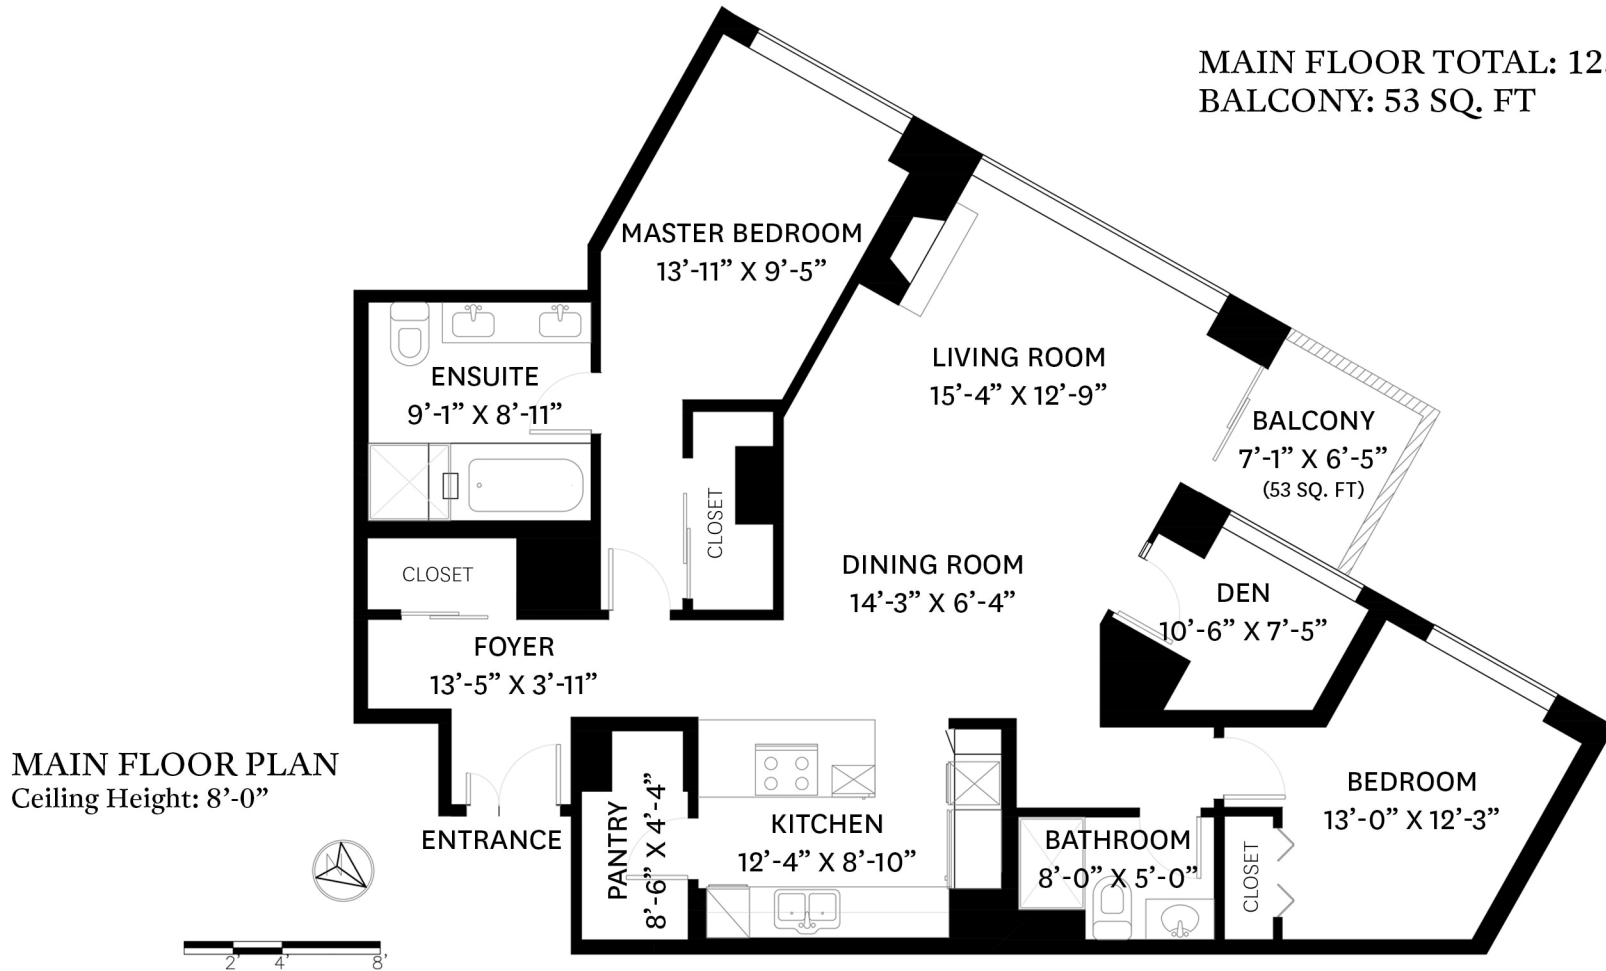 MAIN FLOOR TOTAL:
BALCONY: 53 SQ. FT
MASTER BEDROOM
13’-11” X 9’-5”
LIVING ROOM
15’-4” X 12’-9”
ENSUITE
9’-1” X 8’-11”
BALCONY
7’-1” X 6’-5”
(53 SQ. FT)
CLOSET
CLOSET
DINING ROOM
14’-3” X 6’-4”
DEN
10’-6” X 7’-5”
FOYER
13’-5” X 3’-11”
MAIN FLOOR PLAN
Ceiling Height: 8’-0”
ENTRANCE
PANTRY
8’-6” X 4’-4”
KITCHEN
12’-4” X 8’-10”
BATHROOM
8’-0” X 5’-0”
CLOSET
BEDROOM
13’-0” X 12’-3”
N
2’ 4’ 8’